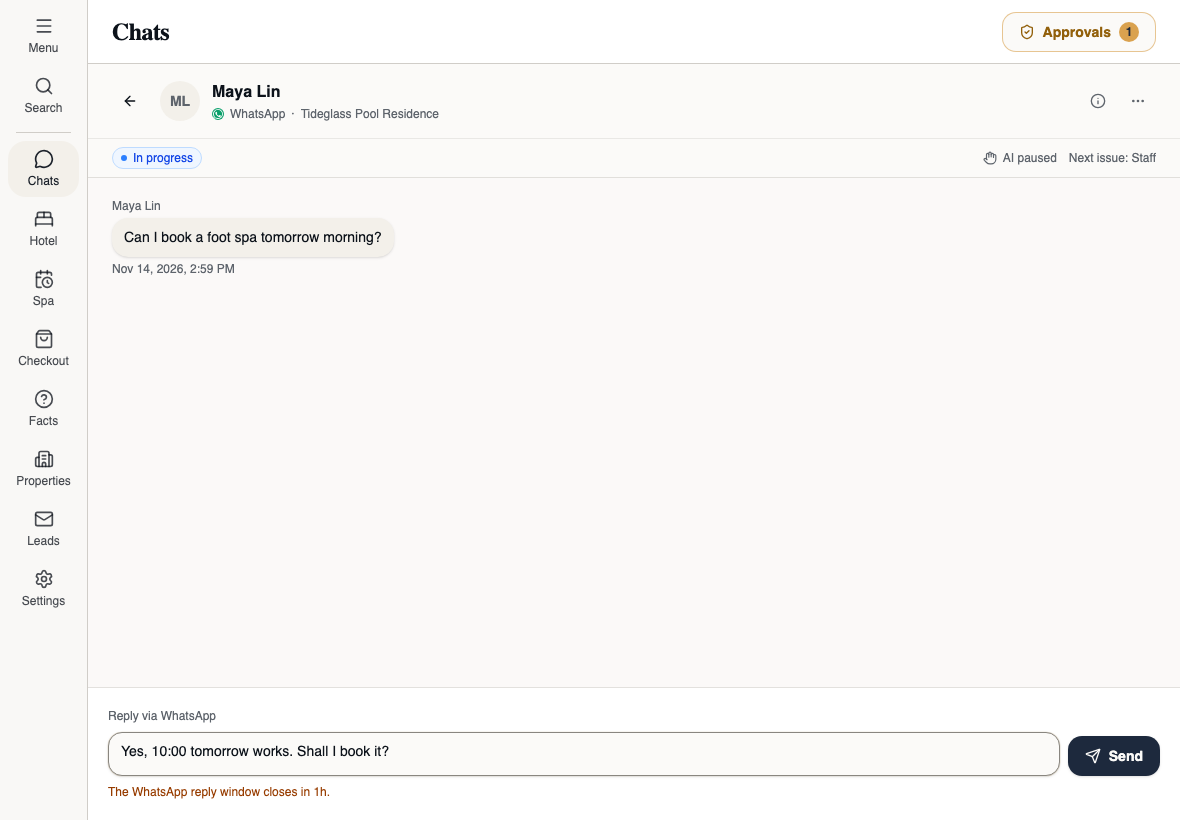 Menu
Search
Chats
Hotel
Spa
Checkout
Facts
Properties
Leads
Settings
Chats
Approvals 1
ML
Maya Lin
WhatsApp · Tideglass Pool Residence
In progress
AI paused Next issue: Staff
Maya Lin
Can I book a foot spa tomorrow morning?
Nov 14, 2026, 2:59 PM
Reply via WhatsApp
Yes, 10:00 tomorrow works. Shall I book it?
Send
The WhatsApp reply window closes in 1h.